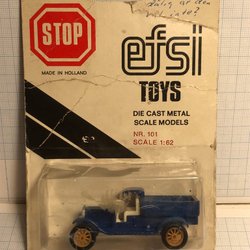 STOP
efsi
MADE IN HOLLAND
TOYS
DIE CAST METAL
SCALE MODELS
NR. 101
SCALE 1:62